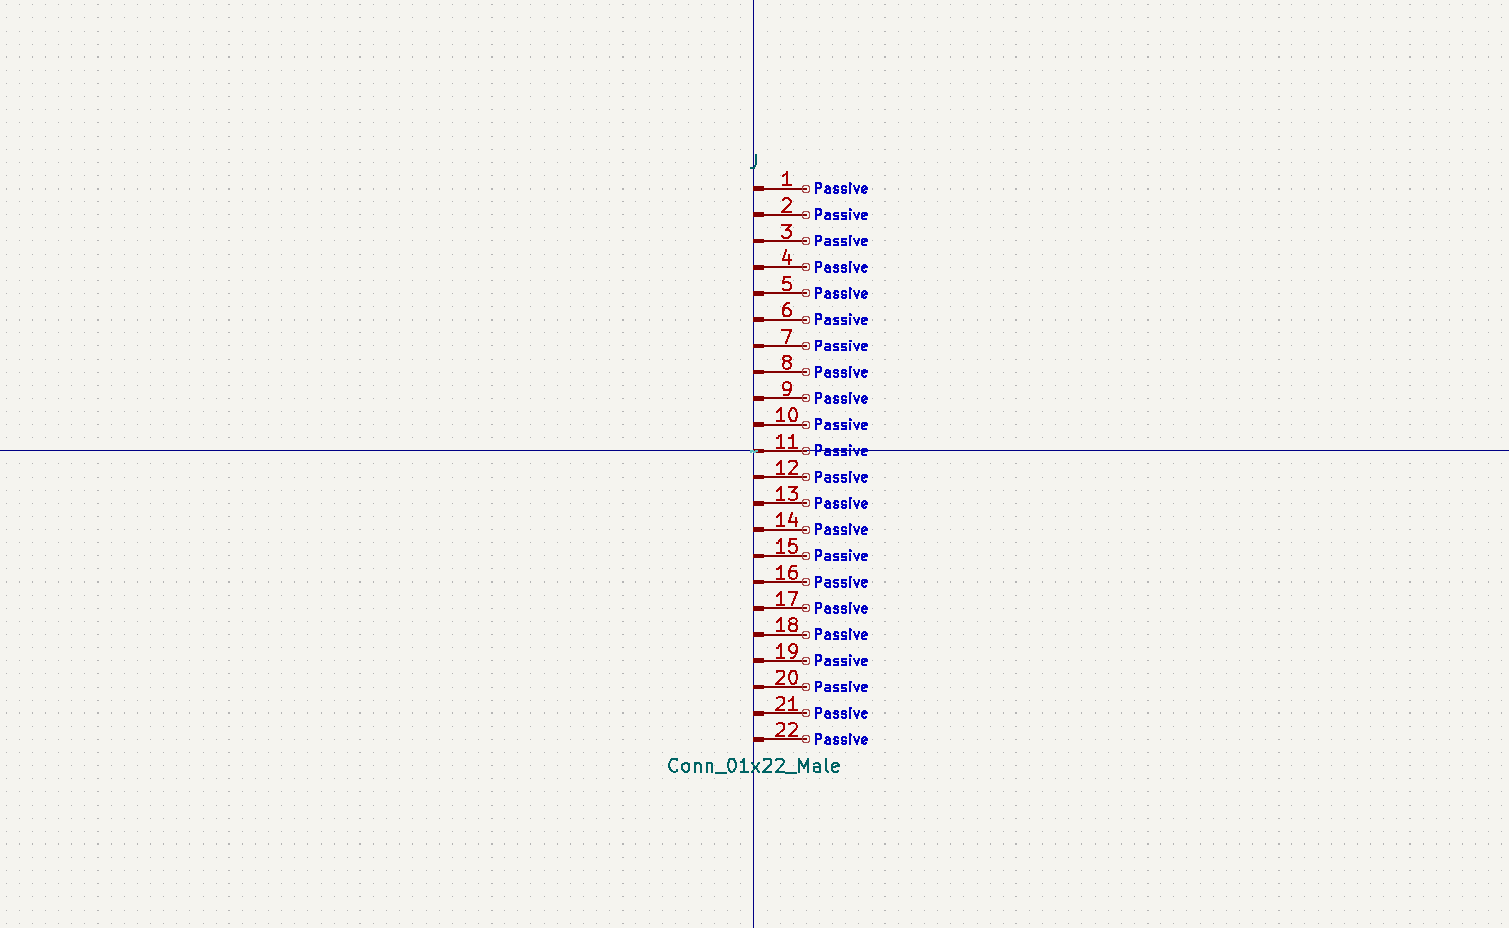 J
1 Passive
2 Passive
3 Passive
4 Passive
5 Passive
6 Passive
7 Passive
8 Passive
9 Passive
10 Passive
11 Passive
12 Passive
13 Passive
14 Passive
15 Passive
16 Passive
17 Passive
18 Passive
19 Passive
20 Passive
21 Passive
22 Passive
Conn_01x22_Male